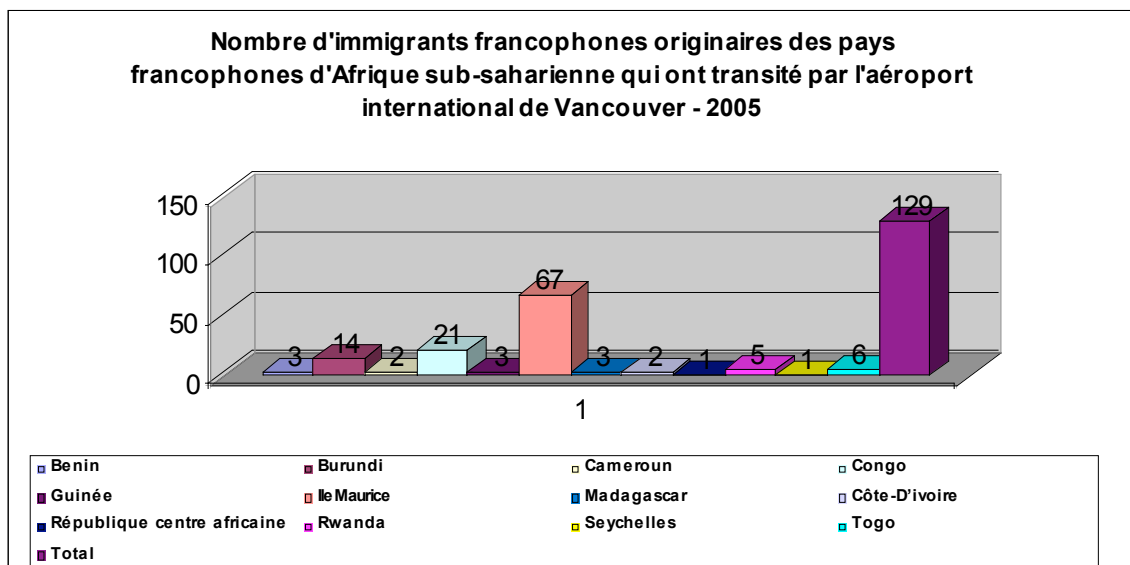 Nombre d'immigrants francophones originaires des pays
francophones d'Afrique sub-saharienne qui ont transité par l'aéroport
international de Vancouver - 2005
150
100
50
0
3 14 2 21 3 67 3 2 1 5 1 6 129
1
Benin Burundi Cameroun Congo
Guinée Ile Maurice Madagascar Côte-D'ivoire
République centre africaine Rwanda Seychelles Togo
Total